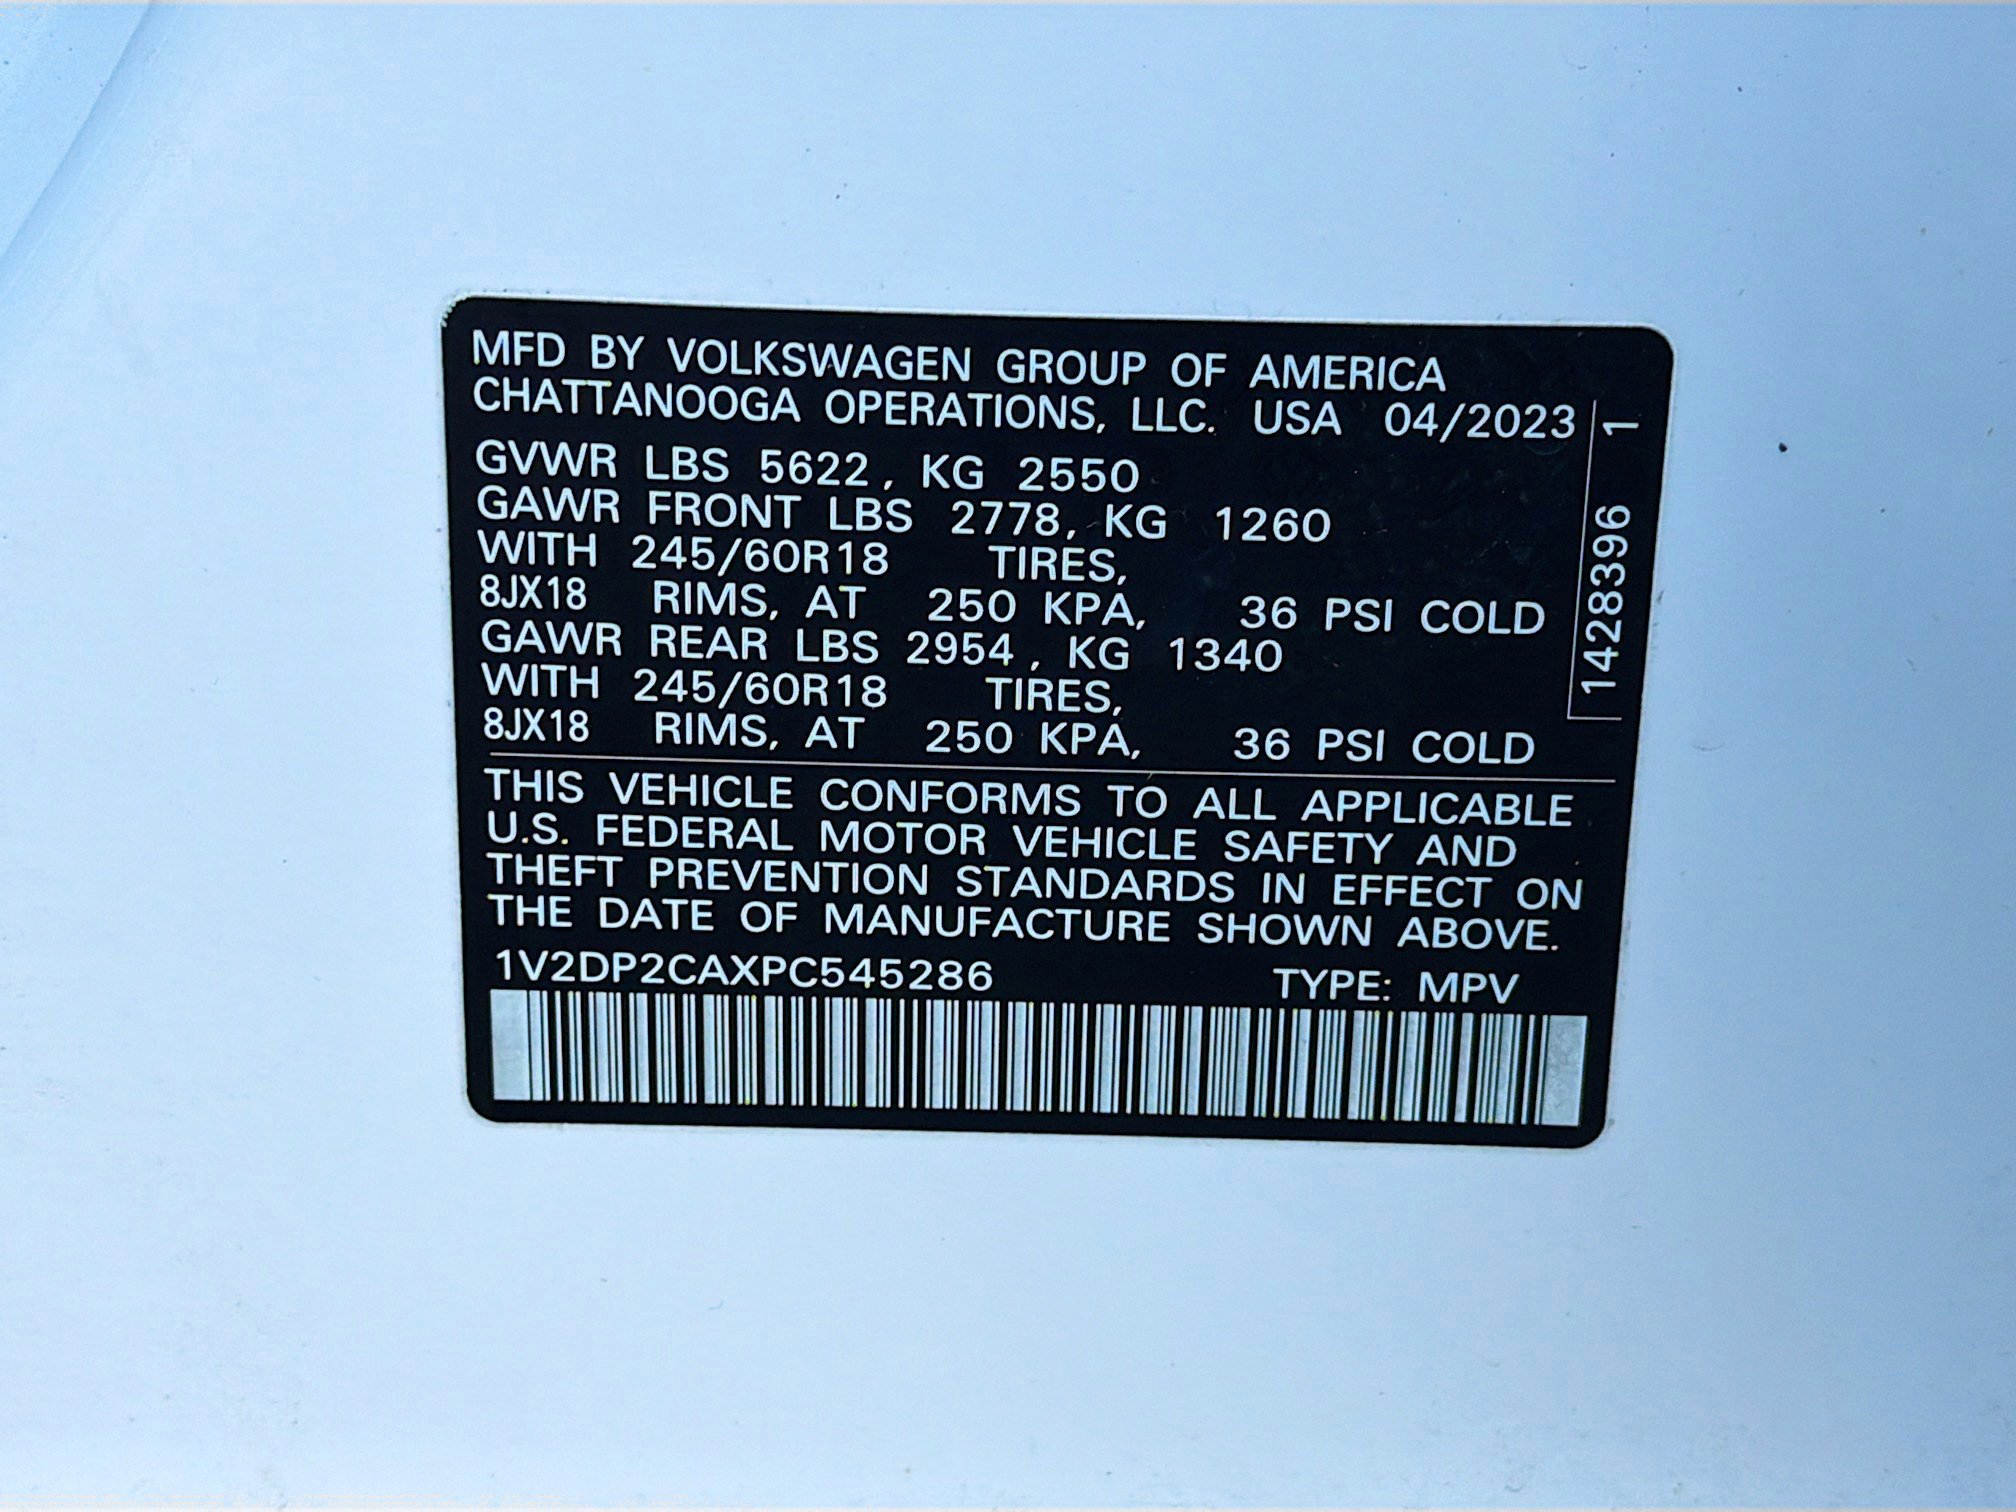 MFD BY VOLKSWAGEN GROUP OF AMERICA
CHATTANOOGA OPERATIONS, LLC. USA 04/2023
GVWR LBS 5622, KG 2550
GAWR FRONT LBS 2778, KG 1260
WITH 245/60R18 TIRES,
8JX18 RIMS, AT 250 KPA, 36 PSI COLD
GAWR REAR LBS 2954, KG 1340
WITH 245/60R18 TIRES,
8JX18 RIMS, AT 250 KPA, 36 PSI COLD
1428396 1
THIS VEHICLE CONFORMS TO ALL APPLICABLE
U.S. FEDERAL MOTOR VEHICLE SAFETY AND
THEFT PREVENTION STANDARDS IN EFFECT ON
THE DATE OF MANUFACTURE SHOWN ABOVE.
1V2DP2CAXPC545286 TYPE: MPV